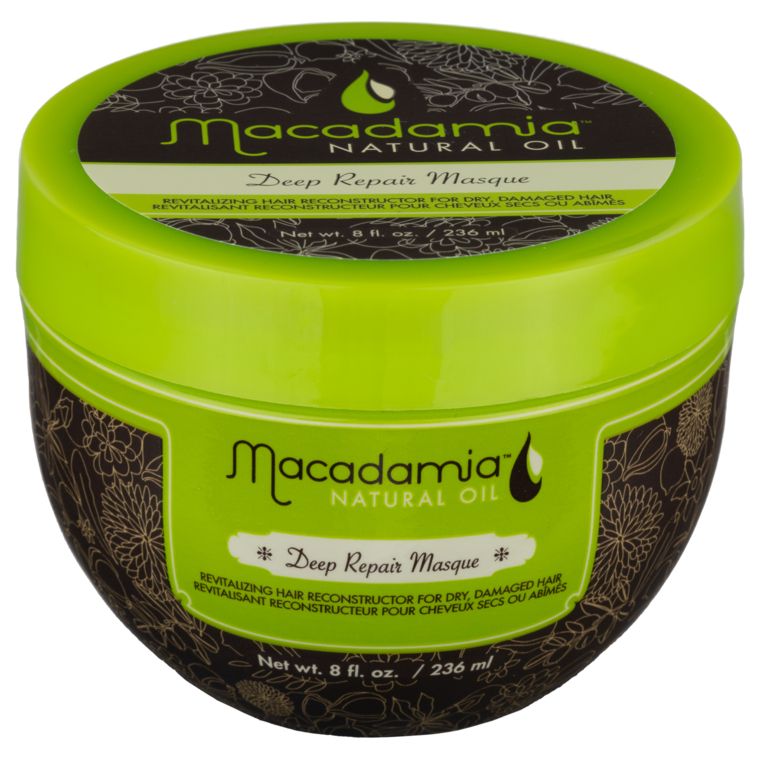 Macadamia™
NATURAL OIL
Deep Repair Masque
REVITALIZING HAIR RECONSTRUCTOR FOR DRY, DAMAGED HAIR
REVITALISANT RECONSTRUCTEUR POUR CHEVEUX SECS OU ABÎMÉS
Net wt. 8 fl. oz. / 236 ml
Macadamia™
NATURAL OIL
Deep Repair Masque
REVITALIZING HAIR RECONSTRUCTOR FOR DRY, DAMAGED HAIR
REVITALISANT RECONSTRUCTEUR POUR CHEVEUX SECS OU ABÎMÉS
Net wt. 8 fl. oz. / 236 ml